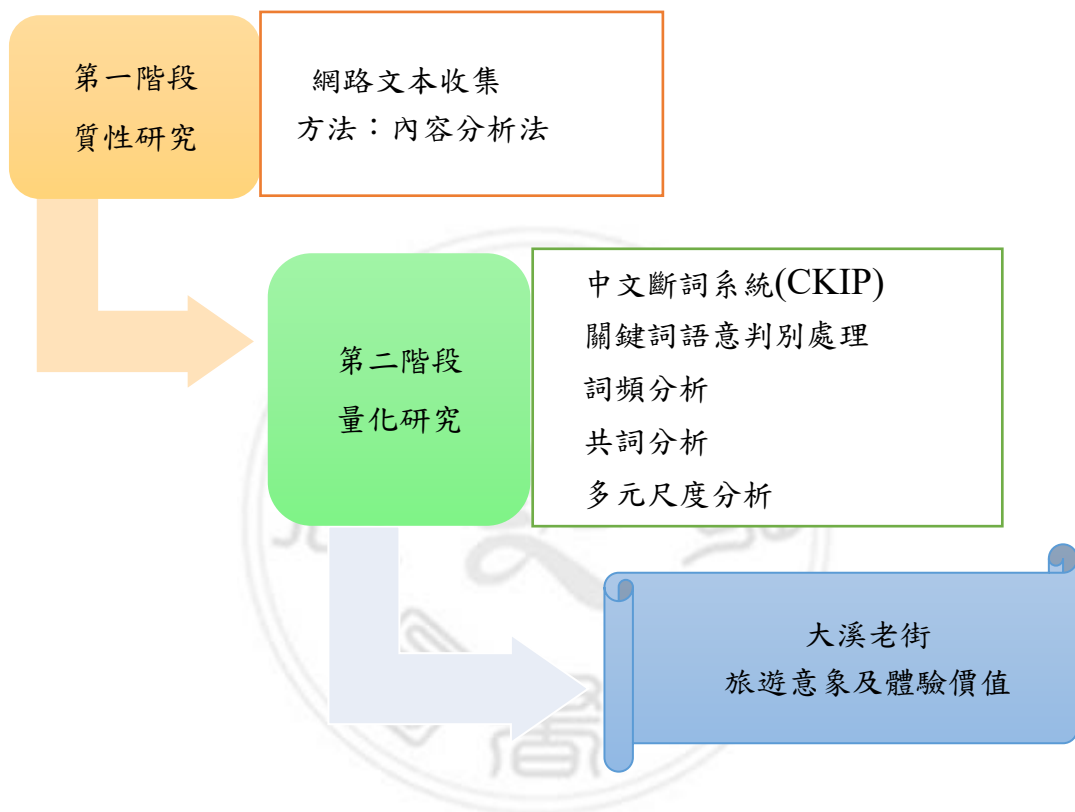 第一階段
質性研究
網路文本收集
方法：內容分析法
第二階段
量化研究
中文斷詞系統(CKIP)
關鍵詞語意判別處理
詞頻分析
共詞分析
多元尺度分析
大溪老街
旅遊意象及體驗價值